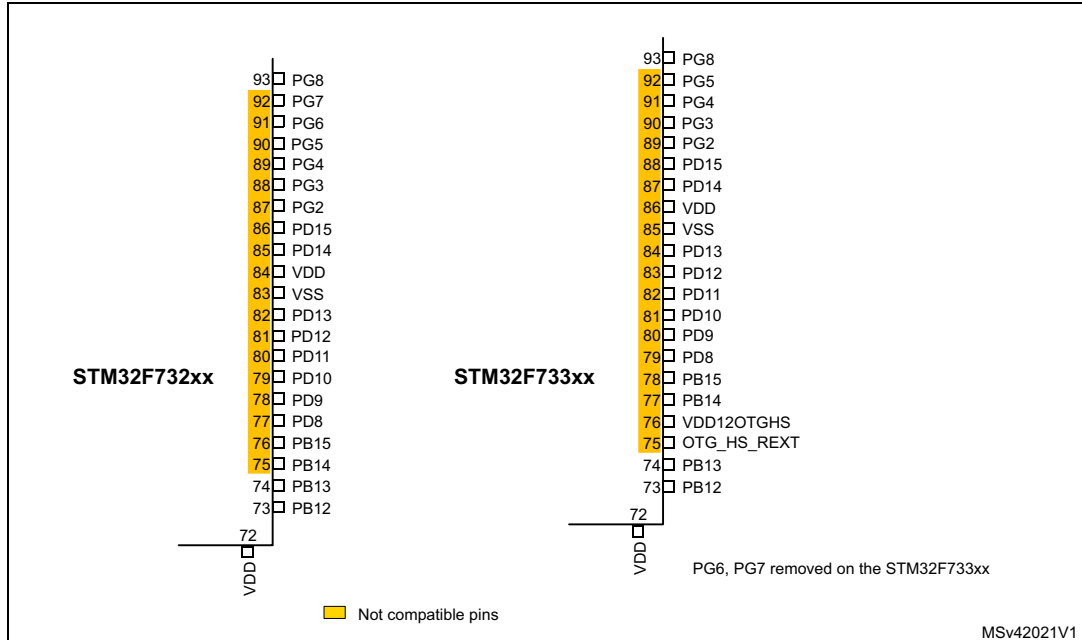 93 PG8
92 PG7
91 PG6
90 PG5
89 PG4
88 PG3
87 PG2
86 PD15
85 PD14
84 VDD
83 VSS
82 PD13
81 PD12
80 PD11
79 PD10
78 PD9
77 PD8
76 PB15
75 PB14
74 PB13
73 PB12
72
VDD
STM32F732xx
93 PG8
92 PG5
91 PG4
90 PG3
89 PG2
88 PD15
87 PD14
86 VDD
85 VSS
84 PD13
83 PD12
82 PD11
81 PD10
80 PD9
79 PD8
78 PB15
77 PB14
76 VDD12OTGHS
75 OTG_HS_REXT
74 PB13
73 PB12
72
VDD
STM32F733xx
PG6, PG7 removed on the STM32F733xx
Not compatible pins
MSv42021V1